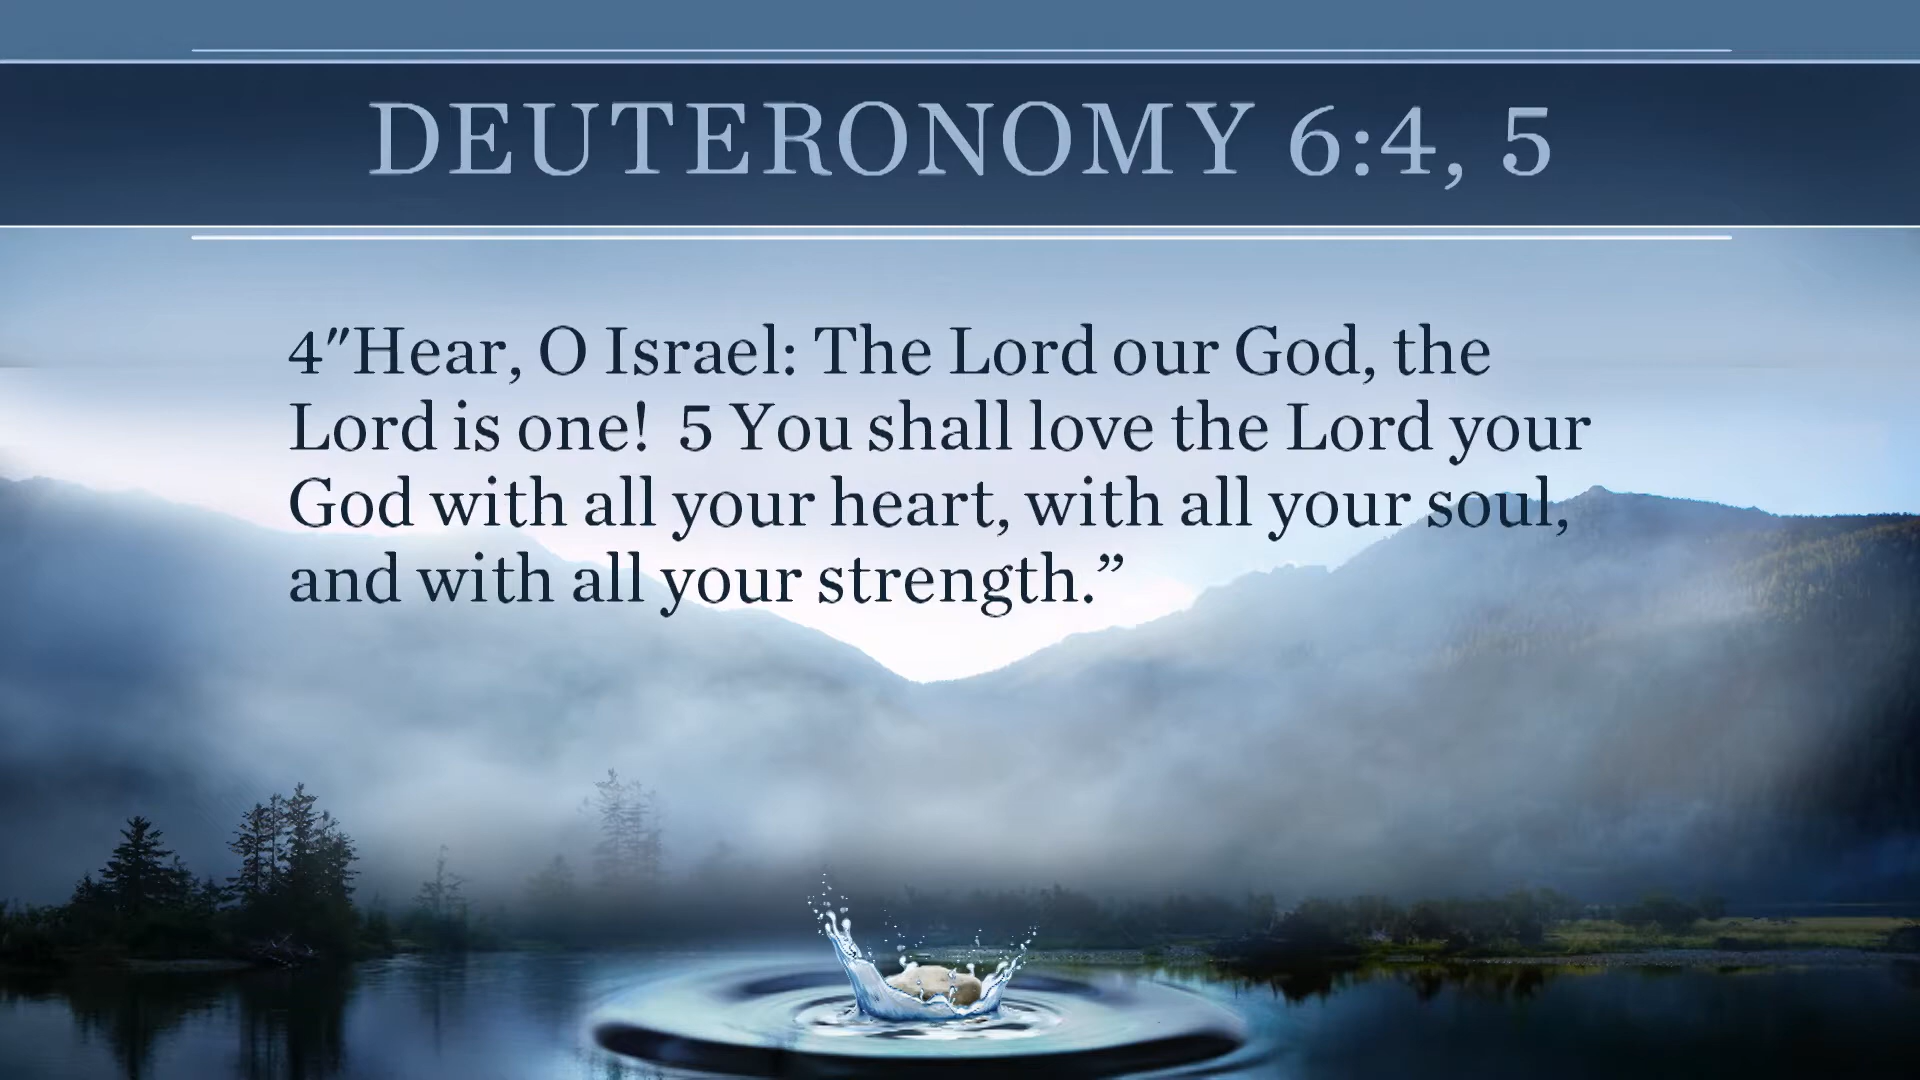 DEUTERONOMY 6:4, 5
4"Hear, O Israel: The Lord our God, the
Lord is one!  5 You shall love the Lord your
God with all your heart, with all your soul,
and with all your strength.”